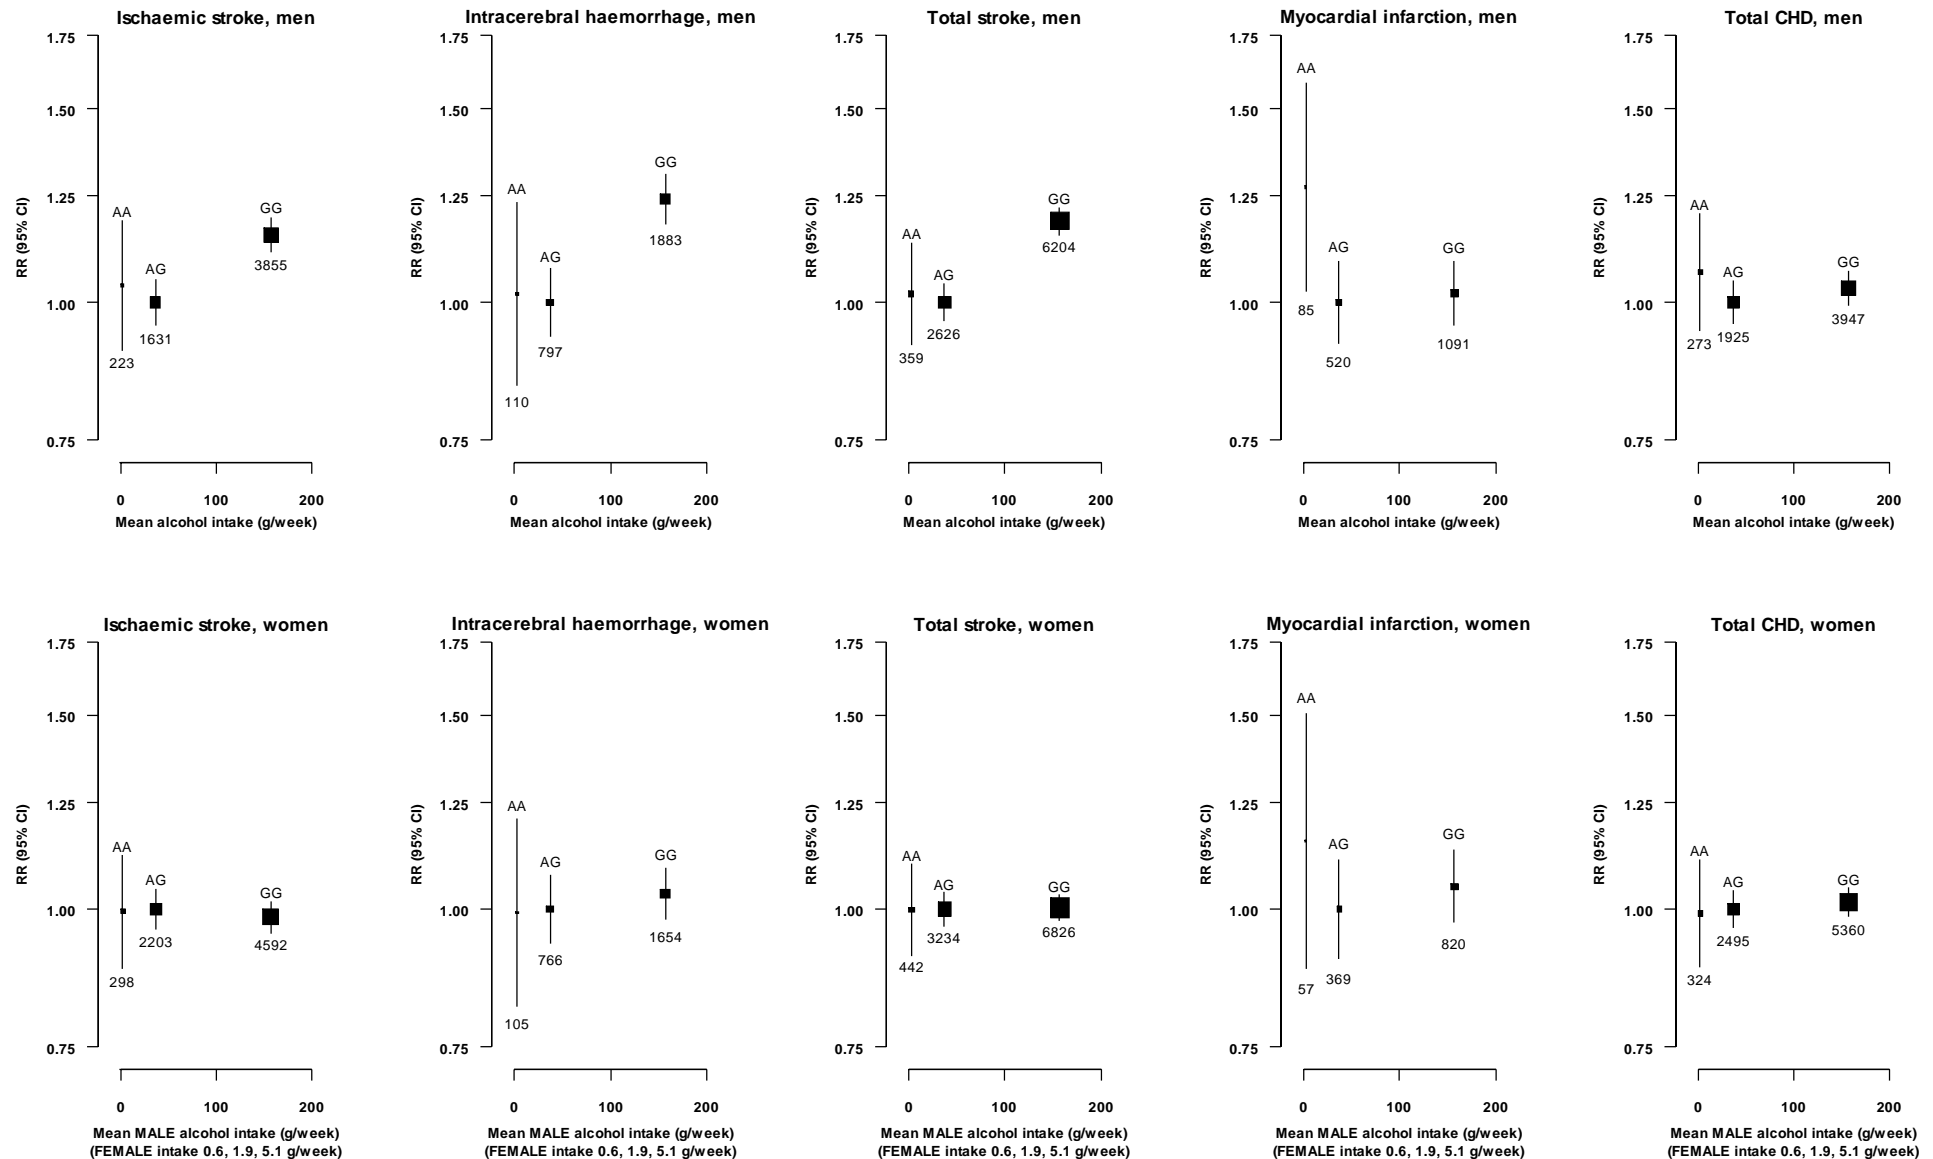 Ischaemic stroke, men
1.75
1.50
1.25
1.00
0.75
RR (95% CI)
AA
223
AG
1631
GG
3855
0 100 200
Mean alcohol intake (g/week)
Intracerebral haemorrhage, men
1.75
1.50
1.25
1.00
0.75
RR (95% CI)
AA
110
AG
797
GG
1883
0 100 200
Mean alcohol intake (g/week)
Total stroke, men
1.75
1.50
1.25
1.00
0.75
RR (95% CI)
AA
359
AG
2626
GG
6204
0 100 200
Mean alcohol intake (g/week)
Myocardial infarction, men
1.75
1.50
1.25
1.00
0.75
RR (95% CI)
AA
85
AG
520
GG
1091
0 100 200
Mean alcohol intake (g/week)
Total CHD, men
1.75
1.50
1.25
1.00
0.75
RR (95% CI)
AA
273
AG
1925
GG
3947
0 100 200
Mean alcohol intake (g/week)
Ischaemic stroke, women
1.75
1.50
1.25
1.00
0.75
RR (95% CI)
AA
298
AG
2203
GG
4592
0 100 200
Mean MALE alcohol intake (g/week)
(FEMALE intake 0.6, 1.9, 5.1 g/week)
Intracerebral haemorrhage, women
1.75
1.50
1.25
1.00
0.75
RR (95% CI)
AA
105
AG
766
GG
1654
0 100 200
Mean MALE alcohol intake (g/week)
(FEMALE intake 0.6, 1.9, 5.1 g/week)
Total stroke, women
1.75
1.50
1.25
1.00
0.75
RR (95% CI)
AA
442
AG
3234
GG
6826
0 100 200
Mean MALE alcohol intake (g/week)
(FEMALE intake 0.6, 1.9, 5.1 g/week)
Myocardial infarction, women
1.75
1.50
1.25
1.00
0.75
RR (95% CI)
AA
57
AG
369
GG
820
0 100 200
Mean MALE alcohol intake (g/week)
(FEMALE intake 0.6, 1.9, 5.1 g/week)
Total CHD, women
1.75
1.50
1.25
1.00
0.75
RR (95% CI)
AA
324
AG
2495
GG
5360
0 100 200
Mean MALE alcohol intake (g/week)
(FEMALE intake 0.6, 1.9, 5.1 g/week)